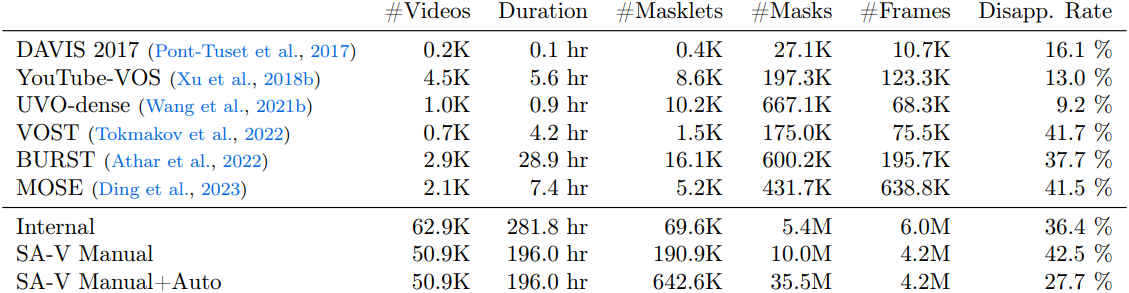 #Videos Duration #Masklets #Masks #Frames Disapp. Rate
DAVIS 2017 (Pont-Tuset et al., 2017) 0.2K 0.1 hr 0.4K 27.1K 10.7K 16.1 %
YouTube-VOS (Xu et al., 2018b) 4.5K 5.6 hr 8.6K 197.3K 123.3K 13.0 %
UVO-dense (Wang et al., 2021b) 1.0K 0.9 hr 10.2K 667.1K 68.3K 9.2 %
VOST (Tokmakov et al., 2022) 0.7K 4.2 hr 1.5K 175.0K 75.5K 41.7 %
BURST (Athar et al., 2022) 2.9K 28.9 hr 16.1K 600.2K 195.7K 37.7 %
MOSE (Ding et al., 2023) 2.1K 7.4 hr 5.2K 431.7K 638.8K 41.5 %
Internal 62.9K 281.8 hr 69.6K 5.4M 6.0M 36.4 %
SA-V Manual 50.9K 196.0 hr 190.9K 10.0M 4.2M 42.5 %
SA-V Manual+Auto 50.9K 196.0 hr 642.6K 35.5M 4.2M 27.7 %